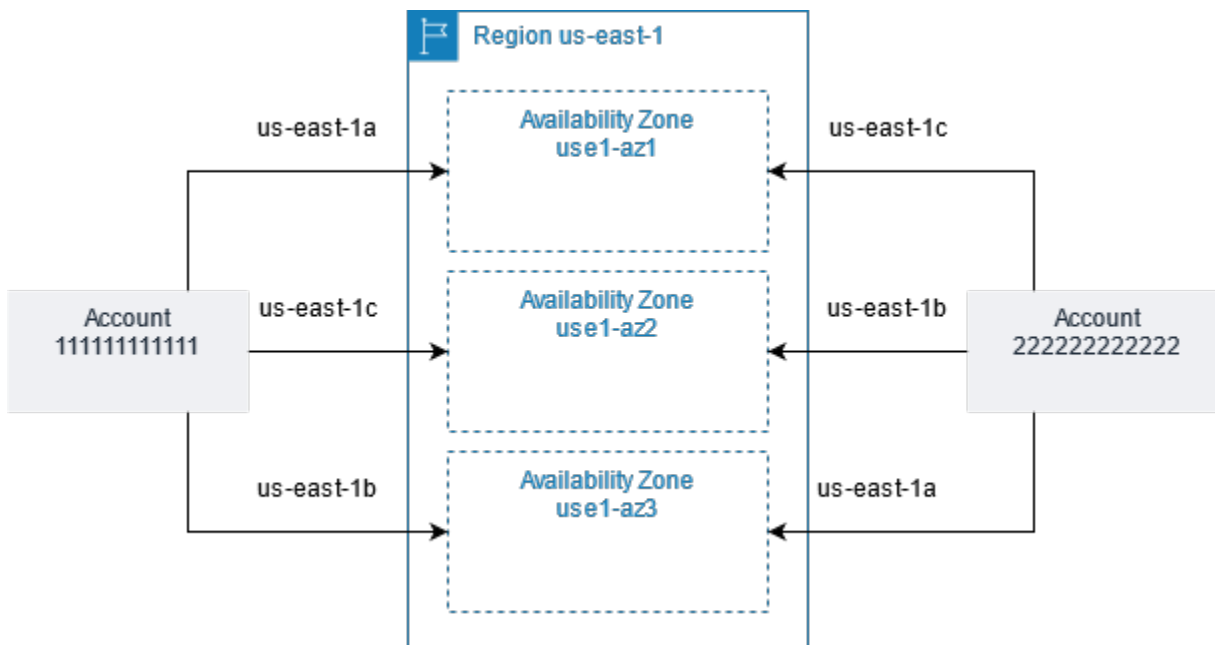 Region us-east-1
us-east-1a
Availability Zone
use1-az1
us-east-1c
Account
111111111111
us-east-1c
Availability Zone
use1-az2
us-east-1b
Account
222222222222
us-east-1b
Availability Zone
use1-az3
us-east-1a